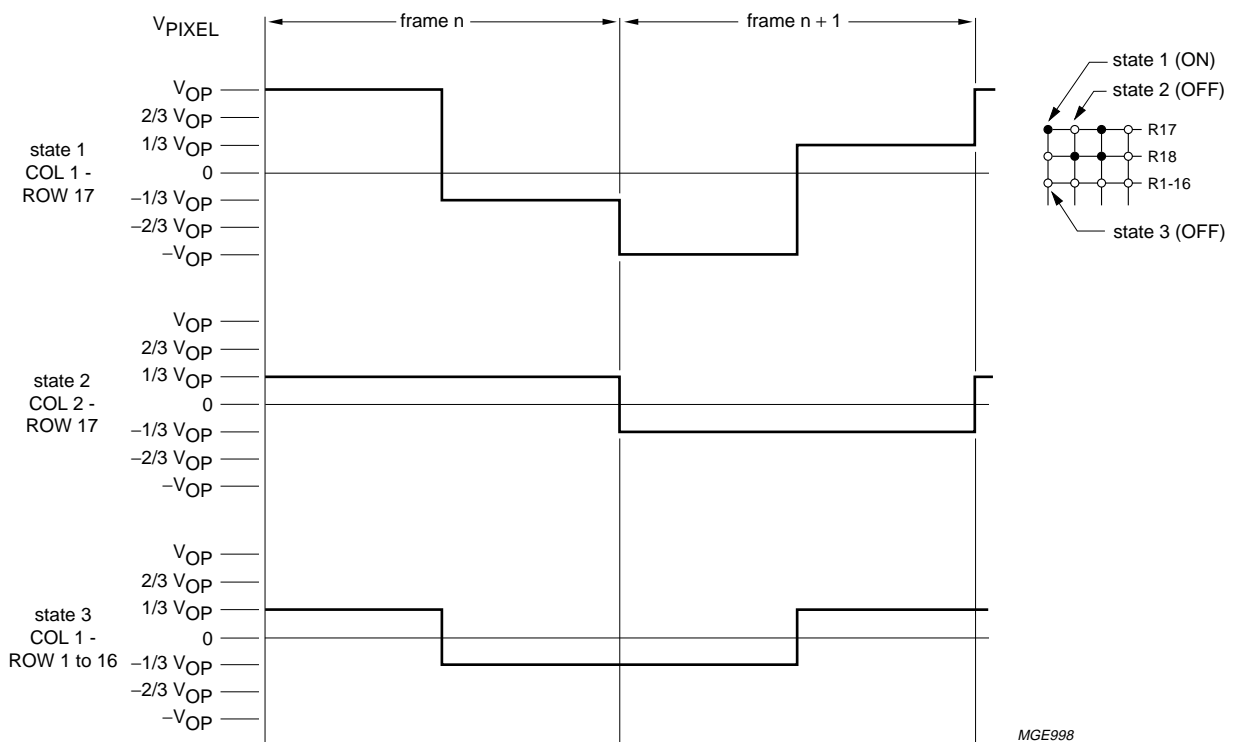 VPIXEL
frame n
frame n + 1
state 1
COL 1 -
ROW 17
VOP
2/3 VOP
1/3 VOP
0
−1/3 VOP
−2/3 VOP
−VOP
state 1 (ON)
state 2 (OFF)
R17
R18
R1-16
state 3 (OFF)
state 2
COL 2 -
ROW 17
VOP
2/3 VOP
1/3 VOP
0
−1/3 VOP
−2/3 VOP
−VOP
state 3
COL 1 -
ROW 1 to 16
VOP
2/3 VOP
1/3 VOP
0
−1/3 VOP
−2/3 VOP
−VOP
MGE998